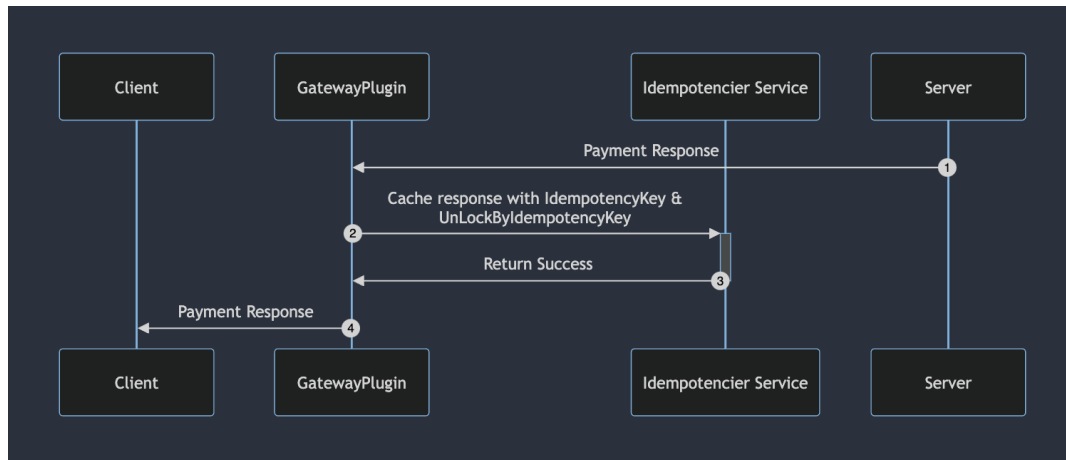 Client
GatewayPlugin
Idempotencier Service
Server
Payment Response
1
Cache response with IdempotencyKey &
UnLockByIdempotencyKey
2
Return Success
3
Payment Response
4
Client
GatewayPlugin
Idempotencier Service
Server